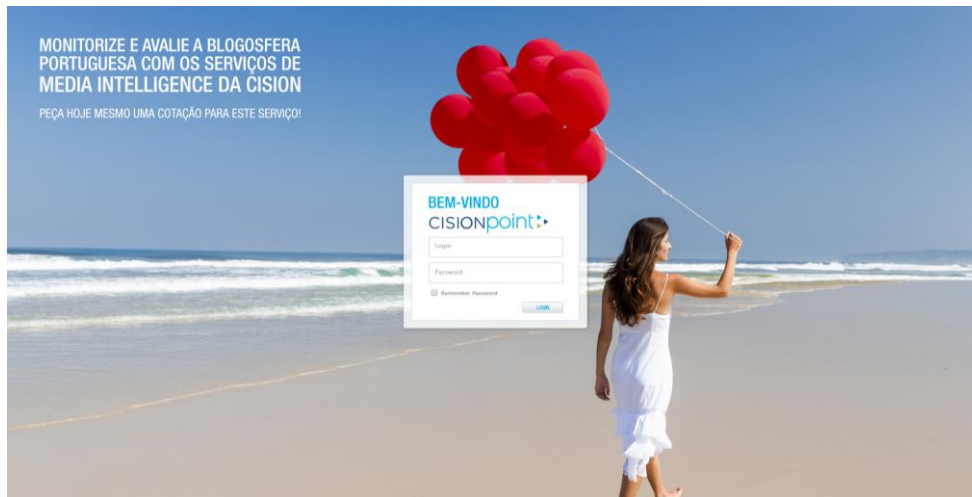 MONITORIZE E AVALIE A BLOGOSFERA
PORTUGUESA COM OS SERVIÇOS DE
MEDIA INTELLIGENCE DA CISION
PEÇA HOJE MESMO UMA COTAÇÃO PARA ESTE SERVIÇO!
BEM-VINDO
CISIONpoint
Login
Password
Remember Password
LOGIN